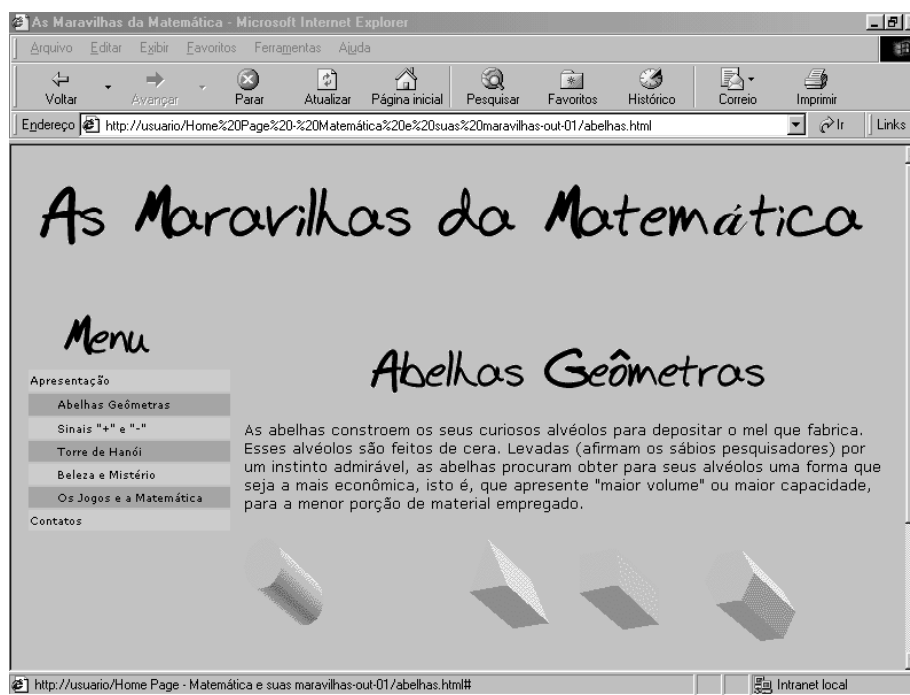 As Maravilhas da Matemática - Microsoft Internet Explorer
Arquivo Editar Exibir Favoritos Ferramentas Ajuda
Voltar Avançar Parar Atualizar Página inicial Pesquisar Favoritos Histórico Correio Imprimir
Endereço http://usuario/Home%20Page%20-%20Matemática%20e%20suas%20maravilhas-out-01/abelhas.html Ir Links
As Maravilhas da Matemática
Menu
Apresentação
Abelhas Geômetras
Sinais "+" e "-"
Torre de Hanói
Beleza e Mistério
Os Jogos e a Matemática
Contatos
Abelhas Geômetras
As abelhas constroem os seus curiosos alvéolos para depositar o mel que fabrica.
Esses alvéolos são feitos de cera. Levadas (afirmam os sábios pesquisadores) por
um instinto admirável, as abelhas procuram obter para seus alvéolos uma forma que
seja a mais econômica, isto é, que apresente "maior volume" ou maior capacidade,
para a menor porção de material empregado.
http://usuario/Home Page - Matemática e suas maravilhas-out-01/abelhas.html# Intranet local